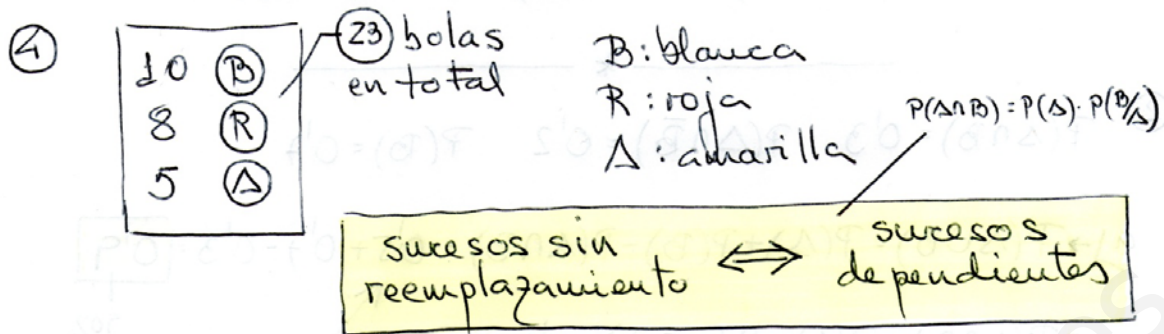 ④
10 Ⓑ
8 Ⓡ
5 Ⓐ
㉓ bolas
en total
B: blanca
R: roja
A: amarilla
P(A∩B) = P(A)·P(B/A)
sucesos sin
reemplazamiento ⇔ sucesos
dependientes